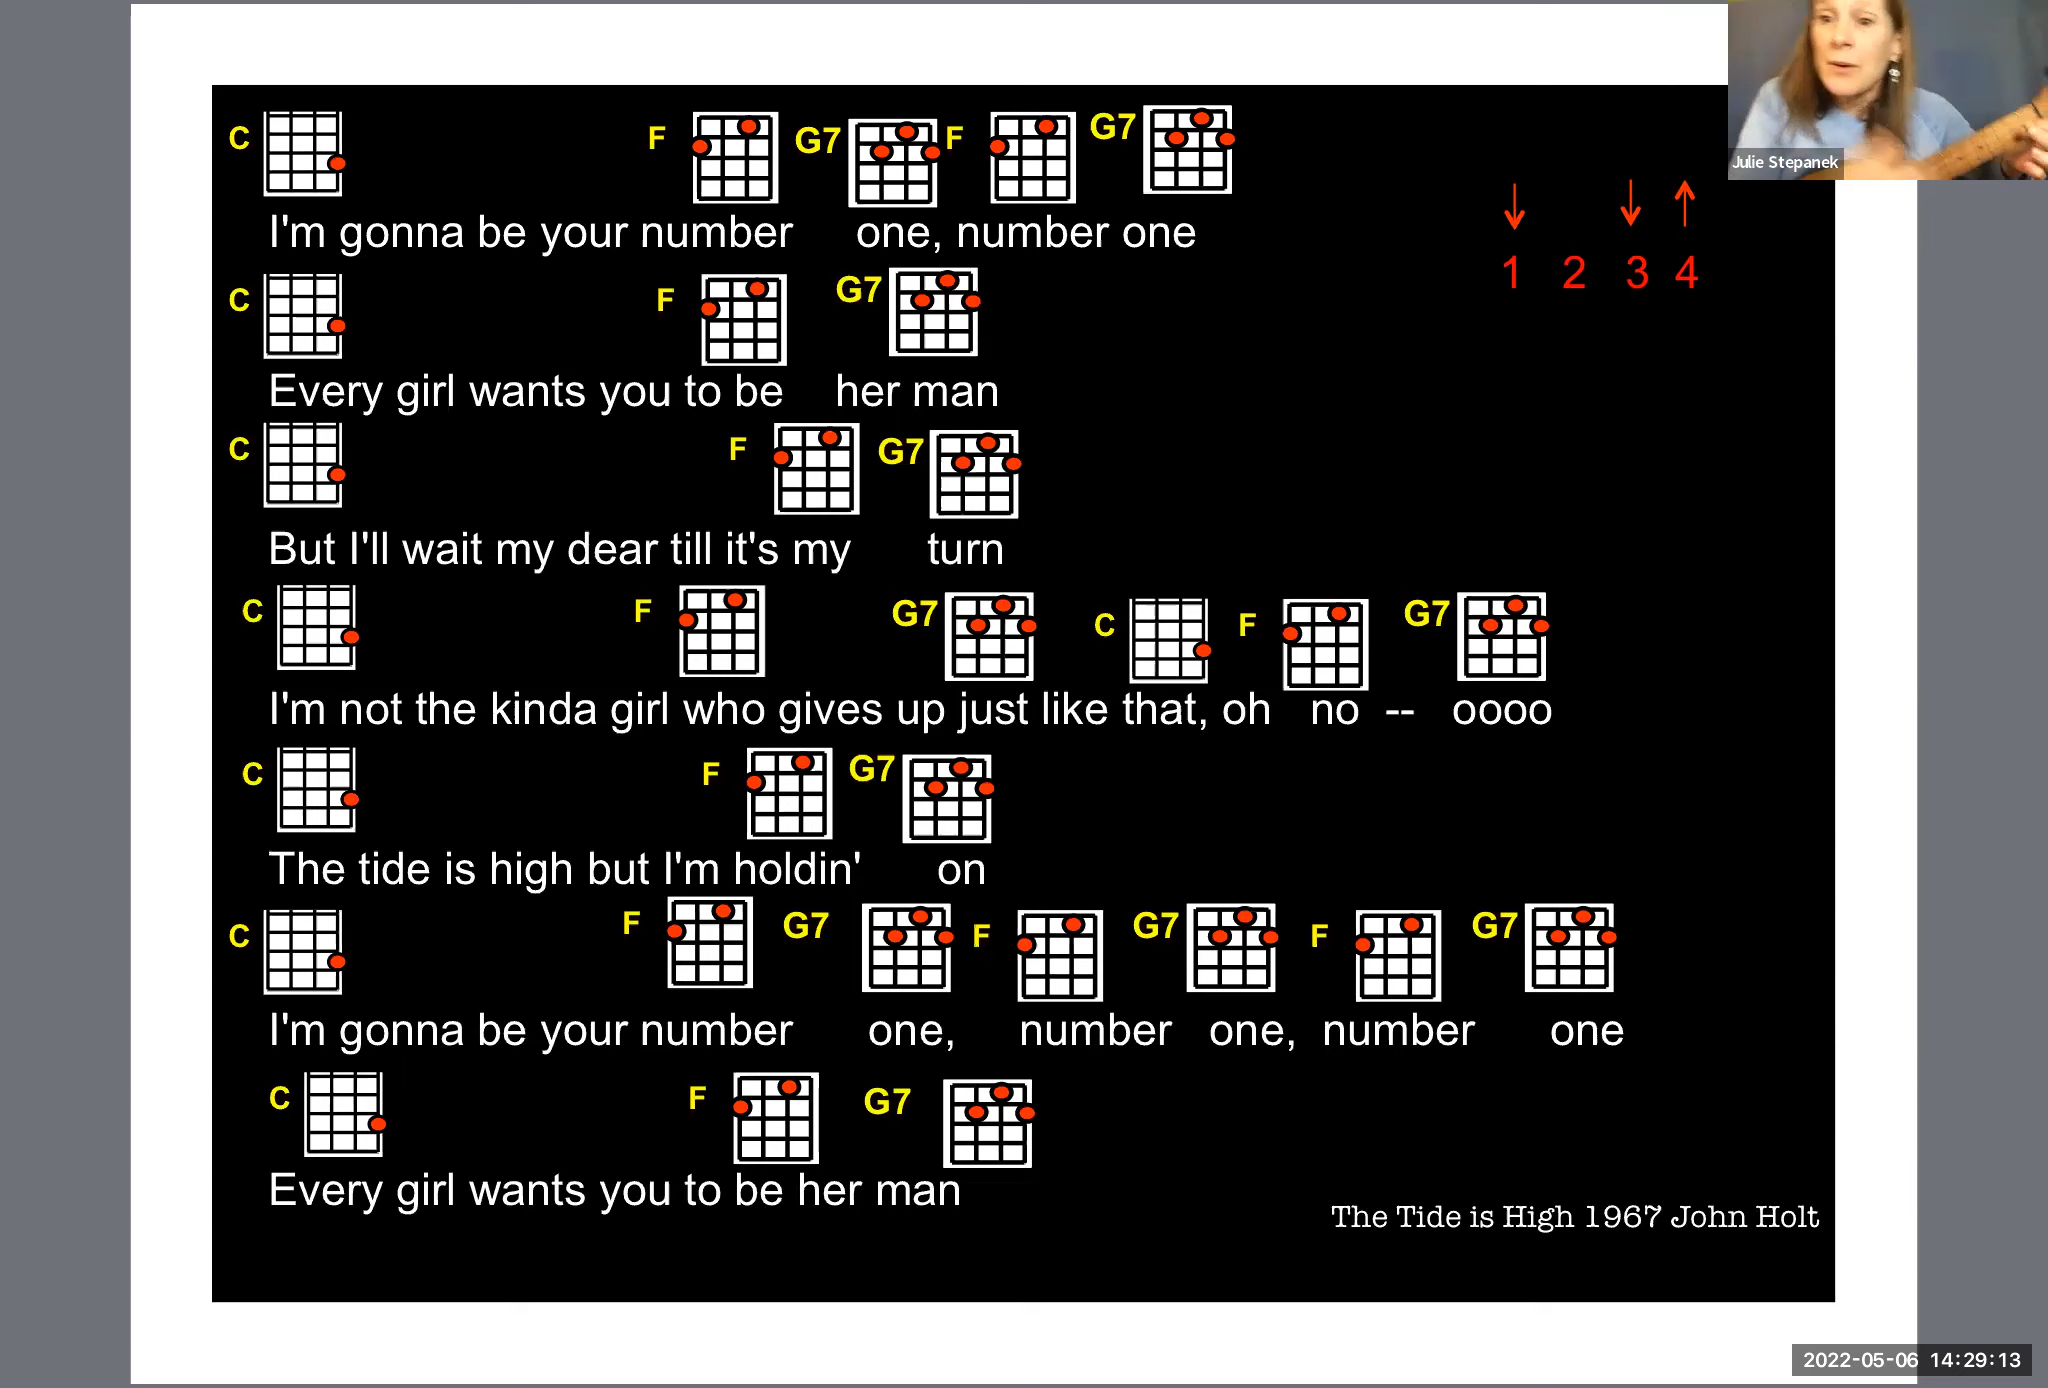 C F G7 F G7
I'm gonna be your number one, number one
C F G7
Every girl wants you to be her man
C F G7
But I'll wait my dear till it's my turn
C F G7 C F G7
I'm not the kinda girl who gives up just like that, oh no -- oooo
C F G7
The tide is high but I'm holdin' on
C F G7 F G7 F G7
I'm gonna be your number one, number one, number one
C F G7
Every girl wants you to be her man
1 2 3 4
Julie Stepanek
The Tide is High 1967 John Holt
2022-05-06 14:29:13